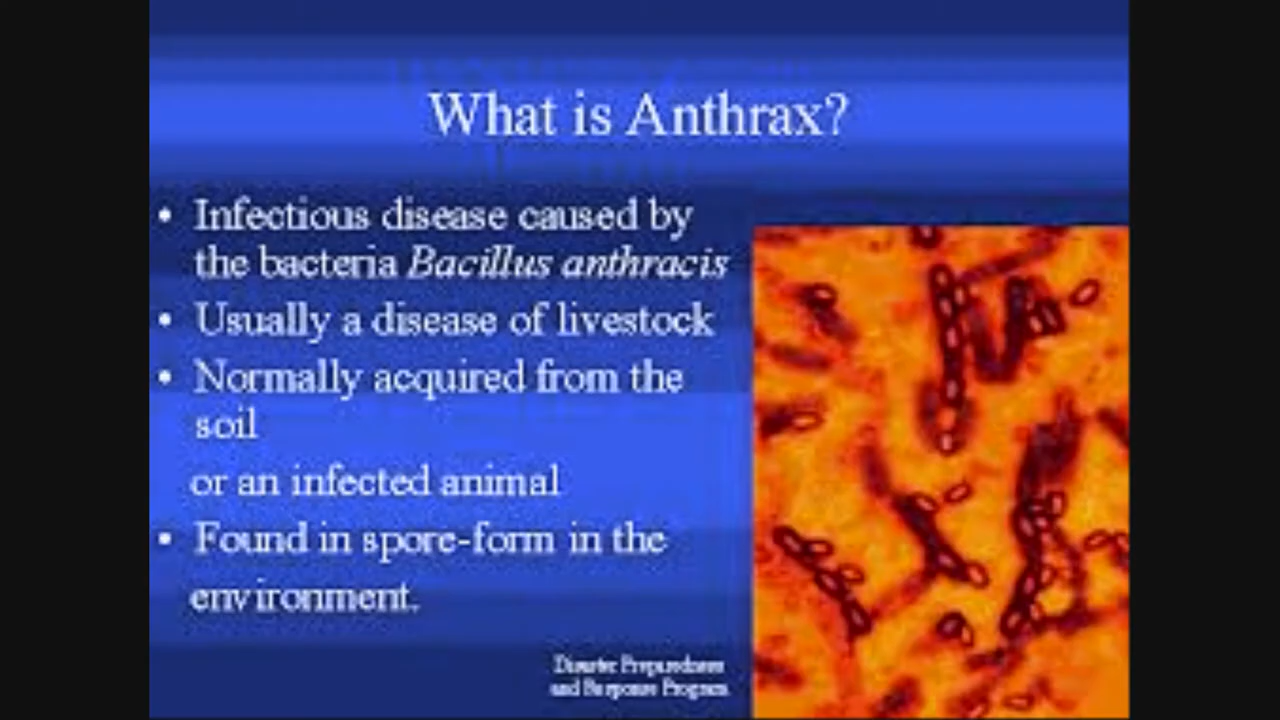 What is Anthrax?
• Infectious disease caused by
the bacteria Bacillus anthracis
• Usually a disease of livestock
• Normally acquired from the
soil
or an infected animal
• Found in spore-form in the
environment.
Disaster Preparedness
and Response Program